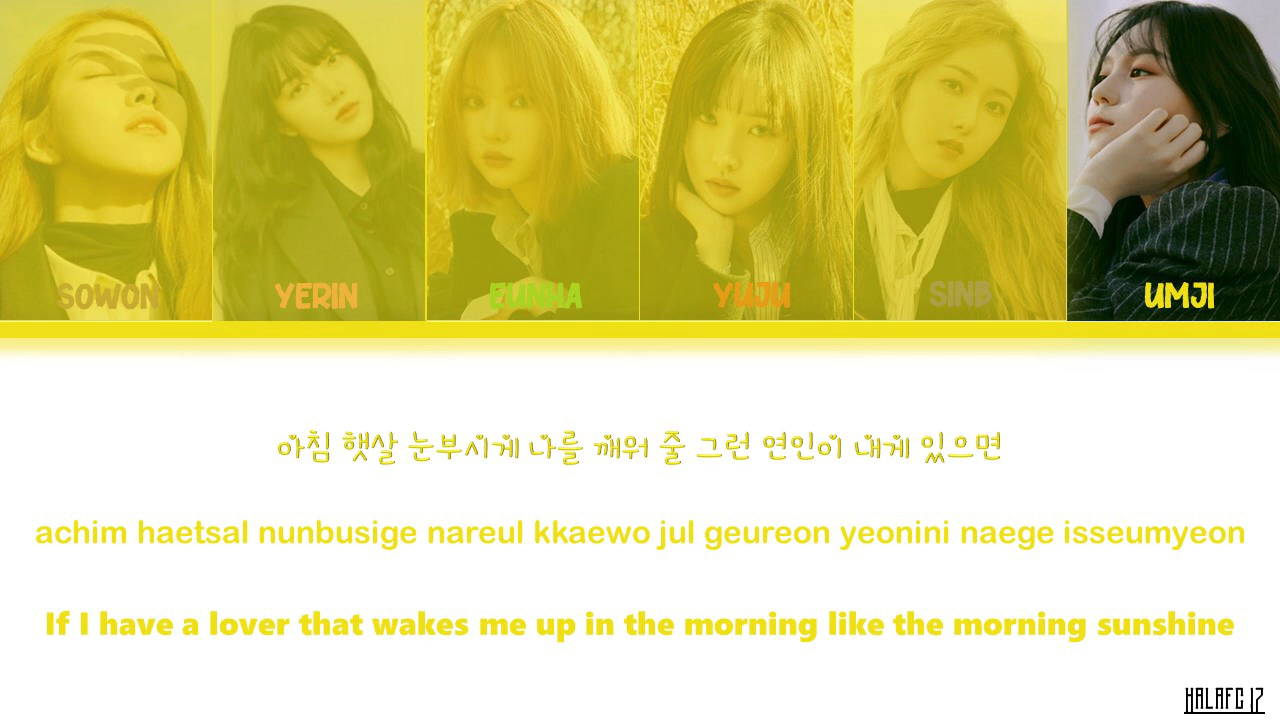 SOWON
YERIN
EUNHA
YUJU
SINB
UMJI
아침 햇살 눈부시게 나를 깨워 줄 그런 연인이 내게 있으면
achim haetsal nunbusige nareul kkaewo jul geureon yeonini naege isseumyeon
If I have a lover that wakes me up in the morning like the morning sunshine
HALAFC 17